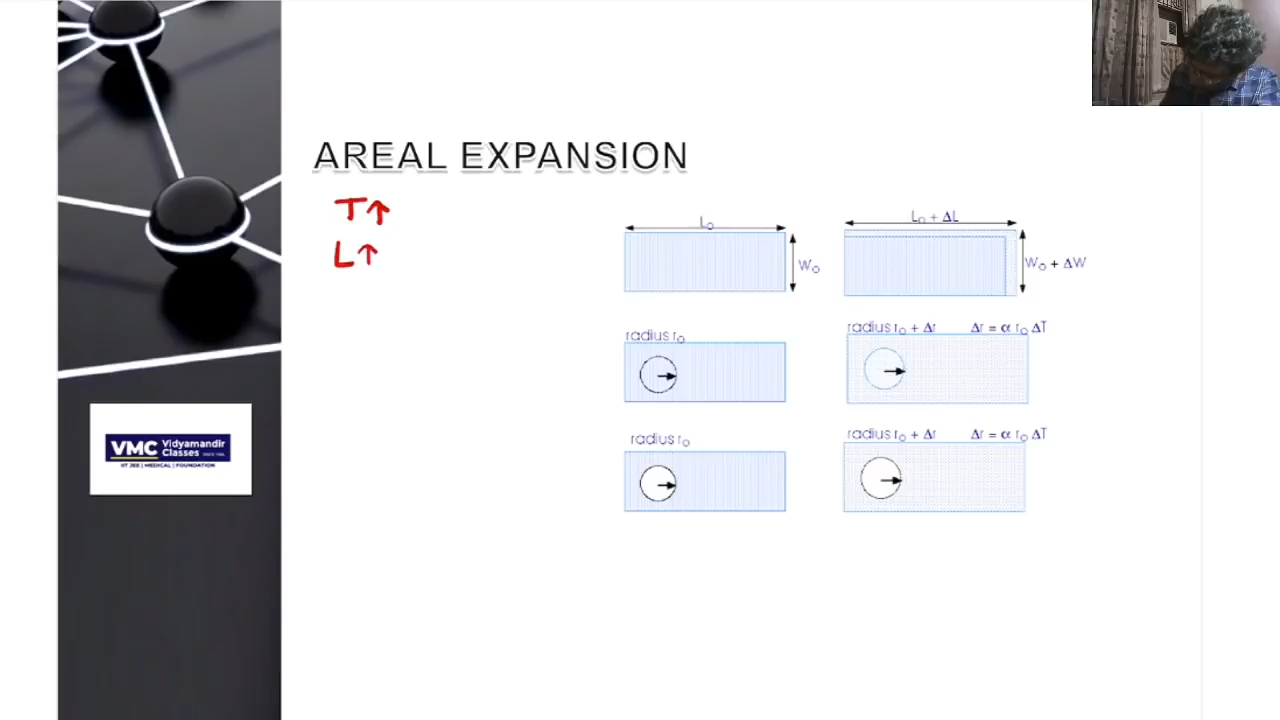 AREAL EXPANSION
T↑
L↑
L₀
W₀
L₀ + ΔL
W₀ + ΔW
radius r₀
radius r₀ + Δr Δr = α r₀ ΔT
radius r₀
radius r₀ + Δr Δr = α r₀ ΔT
VMC Vidyamandir Classes
IIT JEE | MEDICAL | FOUNDATION